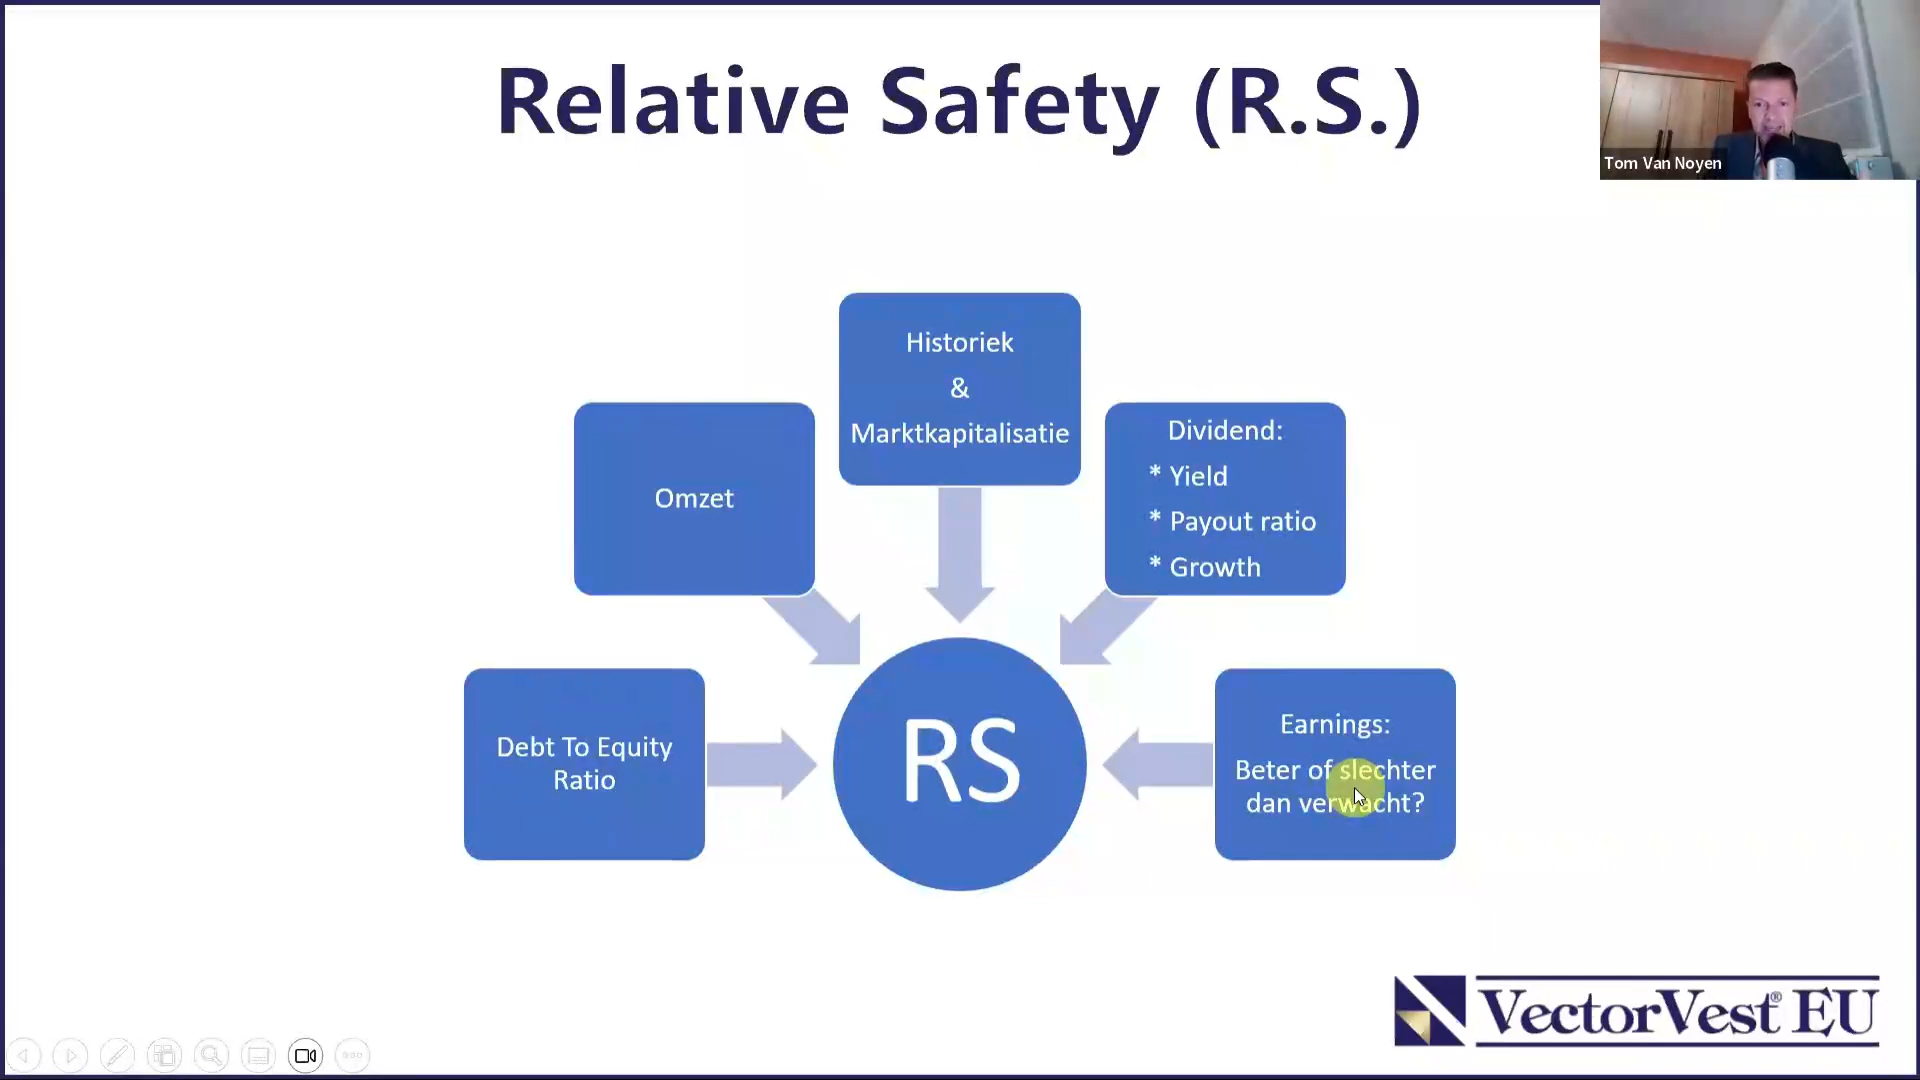 Relative Safety (R.S.)
Tom Van Noyen
Historiek
&
Marktkapitalisatie
Omzet
Dividend:
* Yield
* Payout ratio
* Growth
Debt To Equity
Ratio
RS
Earnings:
Beter of slechter
dan verwacht?
VectorVest® EU